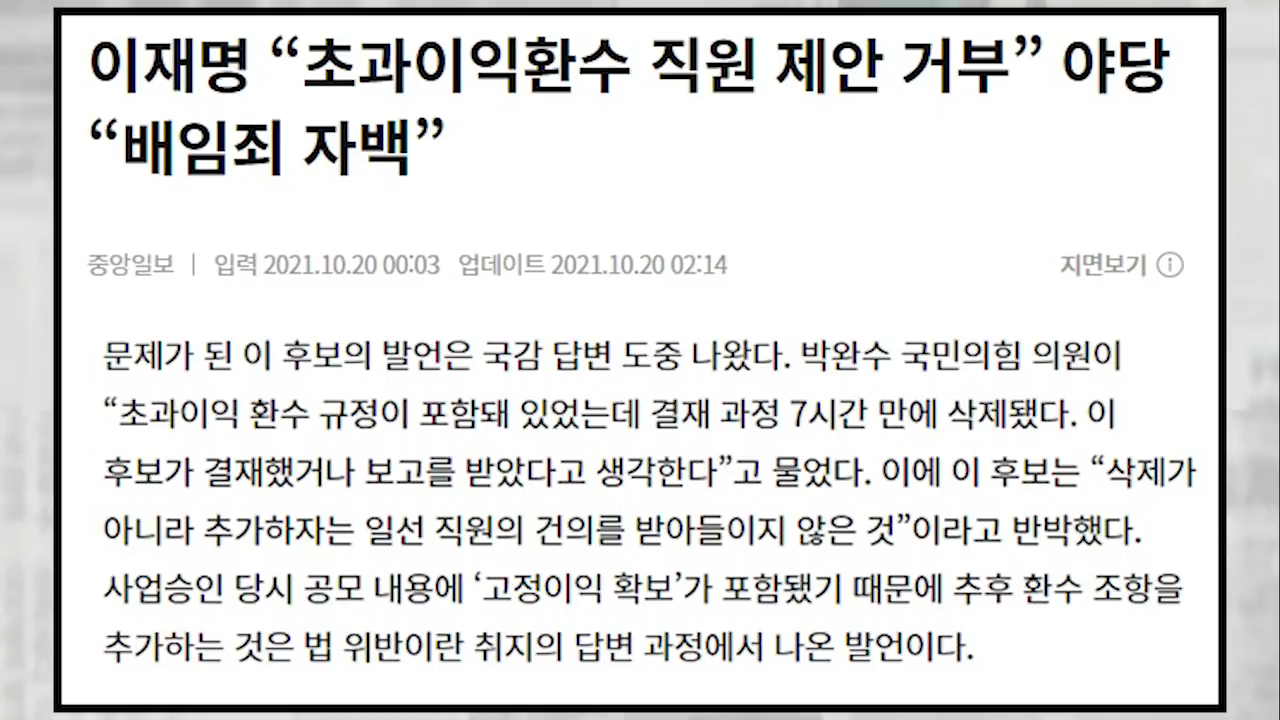 이재명 “초과이익환수 직원 제안 거부” 야당
“배임죄 자백”
중앙일보 | 입력 2021.10.20 00:03 업데이트 2021.10.20 02:14 지면보기
문제가 된 이 후보의 발언은 국감 답변 도중 나왔다. 박완수 국민의힘 의원이
“초과이익 환수 규정이 포함돼 있었는데 결재 과정 7시간 만에 삭제됐다. 이
후보가 결재했거나 보고를 받았다고 생각한다”고 물었다. 이에 이 후보는 “삭제가
아니라 추가하자는 일선 직원의 건의를 받아들이지 않은 것”이라고 반박했다.
사업승인 당시 공모 내용에 ‘고정이익 확보’가 포함됐기 때문에 추후 환수 조항을
추가하는 것은 법 위반이란 취지의 답변 과정에서 나온 발언이다.